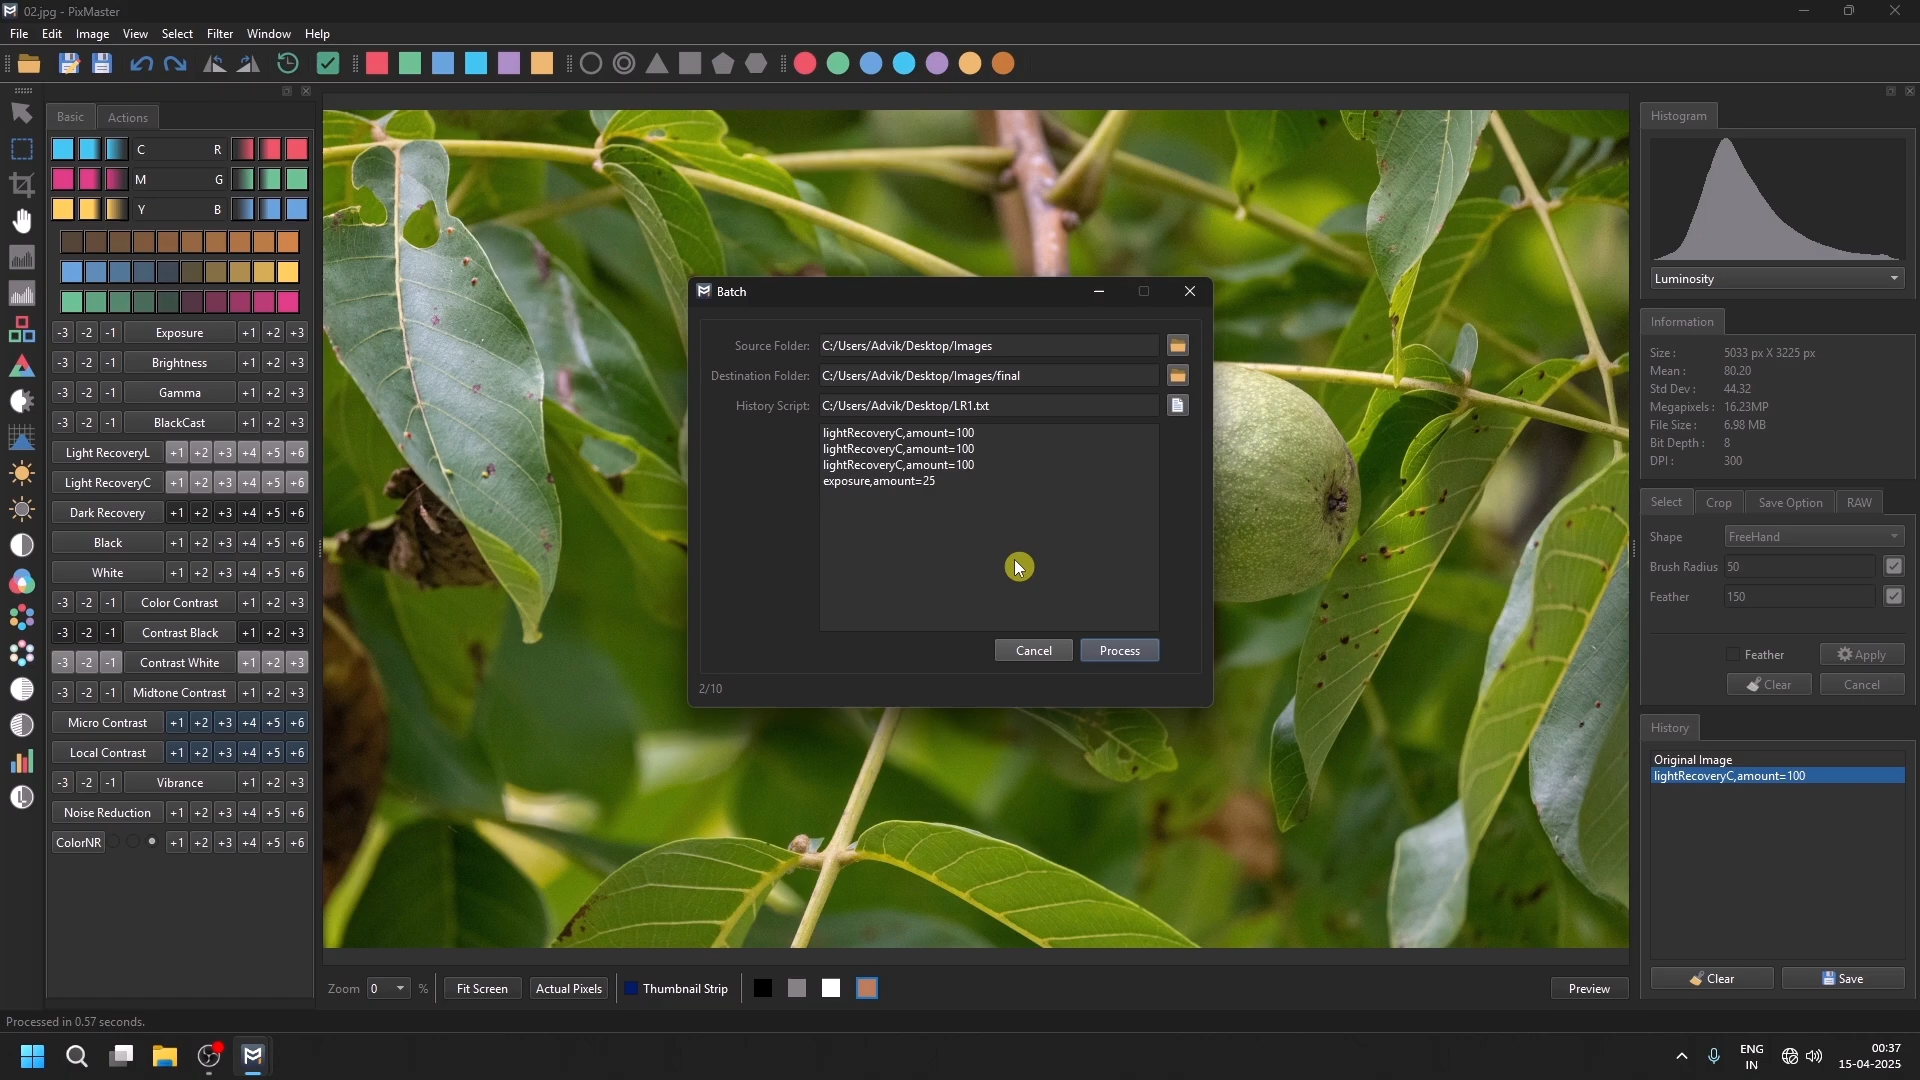 02.jpg - PixMaster
File Edit Image View Select Filter Window Help
Basic Actions
C R
M G
Y B
-3 -2 -1 Exposure +1 +2 +3
-3 -2 -1 Brightness +1 +2 +3
-3 -2 -1 Gamma +1 +2 +3
-3 -2 -1 BlackCast +1 +2 +3
Light RecoveryL +1 +2 +3 +4 +5 +6
Light RecoveryC +1 +2 +3 +4 +5 +6
Dark Recovery +1 +2 +3 +4 +5 +6
Black +1 +2 +3 +4 +5 +6
White +1 +2 +3 +4 +5 +6
-3 -2 -1 Color Contrast +1 +2 +3
-3 -2 -1 Contrast Black +1 +2 +3
-3 -2 -1 Contrast White +1 +2 +3
-3 -2 -1 Midtone Contrast +1 +2 +3
Micro Contrast +1 +2 +3 +4 +5 +6
Local Contrast +1 +2 +3 +4 +5 +6
-3 -2 -1 Vibrance +1 +2 +3
Noise Reduction +1 +2 +3 +4 +5 +6
ColorNR +1 +2 +3 +4 +5 +6
Batch
Source Folder: C:/Users/Advik/Desktop/Images
Destination Folder: C:/Users/Advik/Desktop/Images/final
History Script: C:/Users/Advik/Desktop/LR1.txt
lightRecoveryC,amount=100
lightRecoveryC,amount=100
lightRecoveryC,amount=100
exposure,amount=25
Cancel Process
2/10
Histogram
Luminosity
Information
Size : 5033 px X 3225 px
Mean : 80.20
Std Dev : 44.32
Megapixels : 16.23MP
File Size : 6.98 MB
Bit Depth : 8
DPI : 300
Select Crop Save Option RAW
Shape FreeHand
Brush Radius 50
Feather 150
Feather Apply
Clear Cancel
History
Original Image
lightRecoveryC,amount=100
Clear Save
Zoom 0 % Fit Screen Actual Pixels Thumbnail Strip Preview
Processed in 0.57 seconds.
ENG
IN
00:37
15-04-2025